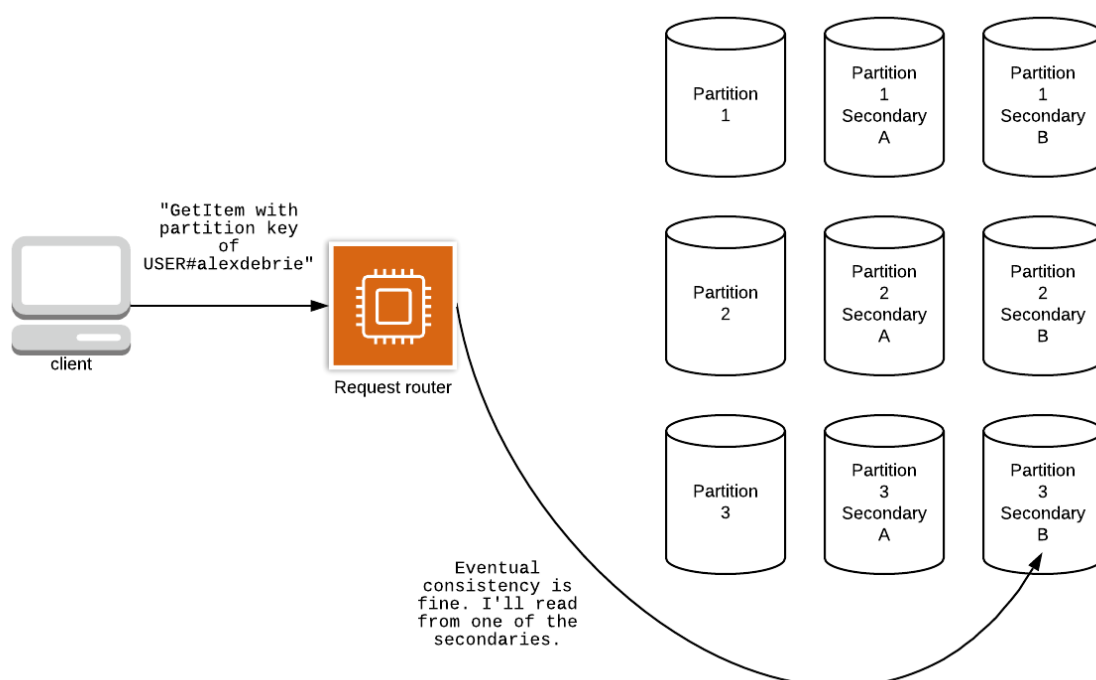 Partition
1
Partition
1
Secondary
A
Partition
1
Secondary
B
"GetItem with
partition key
of
USER#alexdebrie"
client
Request router
Partition
2
Partition
2
Secondary
A
Partition
2
Secondary
B
Partition
3
Partition
3
Secondary
A
Partition
3
Secondary
B
Eventual
consistency is
fine. I'll read
from one of the
secondaries.